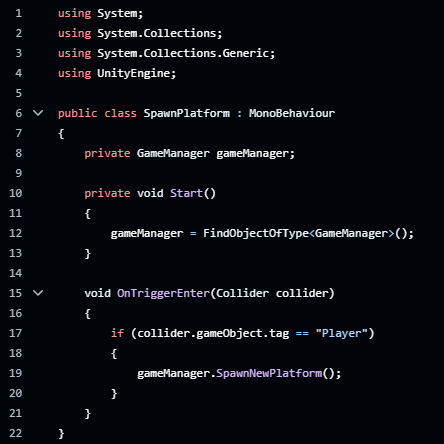 1 using System;
2 using System.Collections;
3 using System.Collections.Generic;
4 using UnityEngine;
5
6 public class SpawnPlatform : MonoBehaviour
7 {
8     private GameManager gameManager;
9
10     private void Start()
11     {
12         gameManager = FindObjectOfType<GameManager>();
13     }
14
15     void OnTriggerEnter(Collider collider)
16     {
17         if (collider.gameObject.tag == "Player")
18         {
19             gameManager.SpawnNewPlatform();
20         }
21     }
22 }